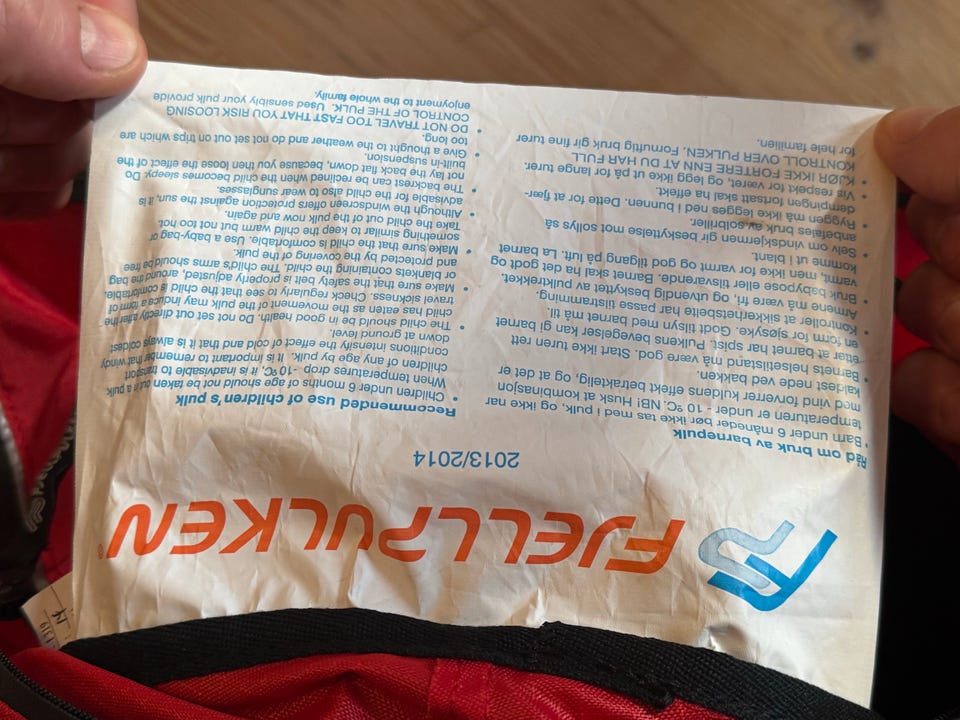 FJELLPULKEN®
2013/2014
Råd om bruk av barnepulk
• Barn under 6 måneder bør ikke tas med i pulk, og ikke når
temperaturen er under - 10 ºC. NB! Husk at kombinasjonen
med vind forverrer kuldens effekt betraktelig, og at det er
kaldest nede ved bakken.
• Barnets helsetilstand må være god. Start ikke turen rett
etter at barnet har spist. Pulkens bevegelser kan gi barnet
en form for sjøsyke. Godt tilsyn med barnet må til.
• Kontroller at sikkerhetsbelte har passe tilstramming.
Armene må være fri, og utvendig beskyttet av pulktrekket.
• Bruk babypose eller tilsvarende. Barnet skal ha det godt og
varmt, men ikke for varmt og god tilgang på luft. La barnet
komme ut i blant.
• Selv om vindskjermen gir beskyttelse mot sollys så
anbefales bruk av solbriller.
• Ryggen må ikke legges ned i bunnen. Dette for at fjær-
dempingen fortsatt skal ha effekt.
• Vis respekt for været, og legg ikke ut på for lange turer.
• KJØR IKKE FORTERE ENN AT DU HAR FULL
KONTROLL OVER PULKEN. Fornuftig bruk gir fine turer
for hele familien.
Recommended use of children's pulk
• Children under 6 months of age should not be taken out in a pulk
When temperatures drop - 10 ºC, it is inadvisable to transport
children of any age by pulk. It is important to remember that windy
conditions intensify the effect of cold and that it is always coldest
down at ground level.
• The child should be in good health. Do not set out directly after the
child has eaten as the movement of the pulk may induce a form of
travel sickness. Check regularly to see that the child is comfortable.
• Make sure that the safety belt is properly adjusted, around the bag
or blankets containing the child. The child's arms should be free
and protected by the covering of the pulk.
• Make sure that the child is comfortable. Use a baby-bag or
something similar to keep the child warm but not too hot.
Take the child out of the pulk now and again.
• Although the windscreen offers protection against the sun, it is
advisable for the child also to wear sunglasses.
• The backrest can be reclined when the child becomes sleepy. Do
not lay the back flat down, because you then loose the effect of the
built-in suspension.
• Give a thought to the weather and do not set out on trips which are
too long.
• DO NOT TRAVEL TOO FAST THAT YOU RISK LOOSING
CONTROL OF THE PULK. Used sensibly your pulk provide
enjoyment to the whole family.